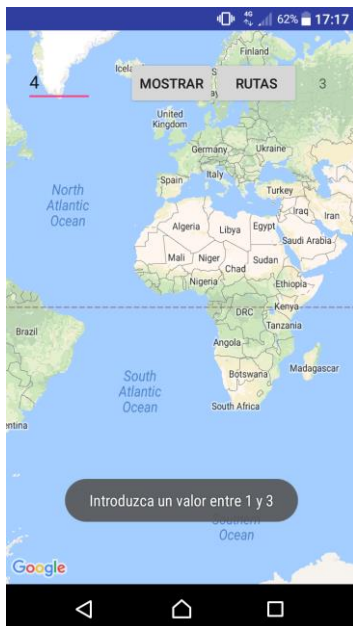 4G 62% 17:17
Finland
4 MOSTRAR RUTAS 3
United
Kingdom
Germany Ukraine
Spain Italy Turkey
North
Atlantic
Ocean
Iraq Iran
Algeria Libya Egypt
Saudi Arabia
Mali Niger Sudan
Chad
Nigeria Ethiopia
DRC Kenya
Tanzania
Brazil
Angola
Botswana Madagascar
South
Atlantic
Ocean
South Africa
entina
Introduzca un valor entre 1 y 3
Ocean
Google